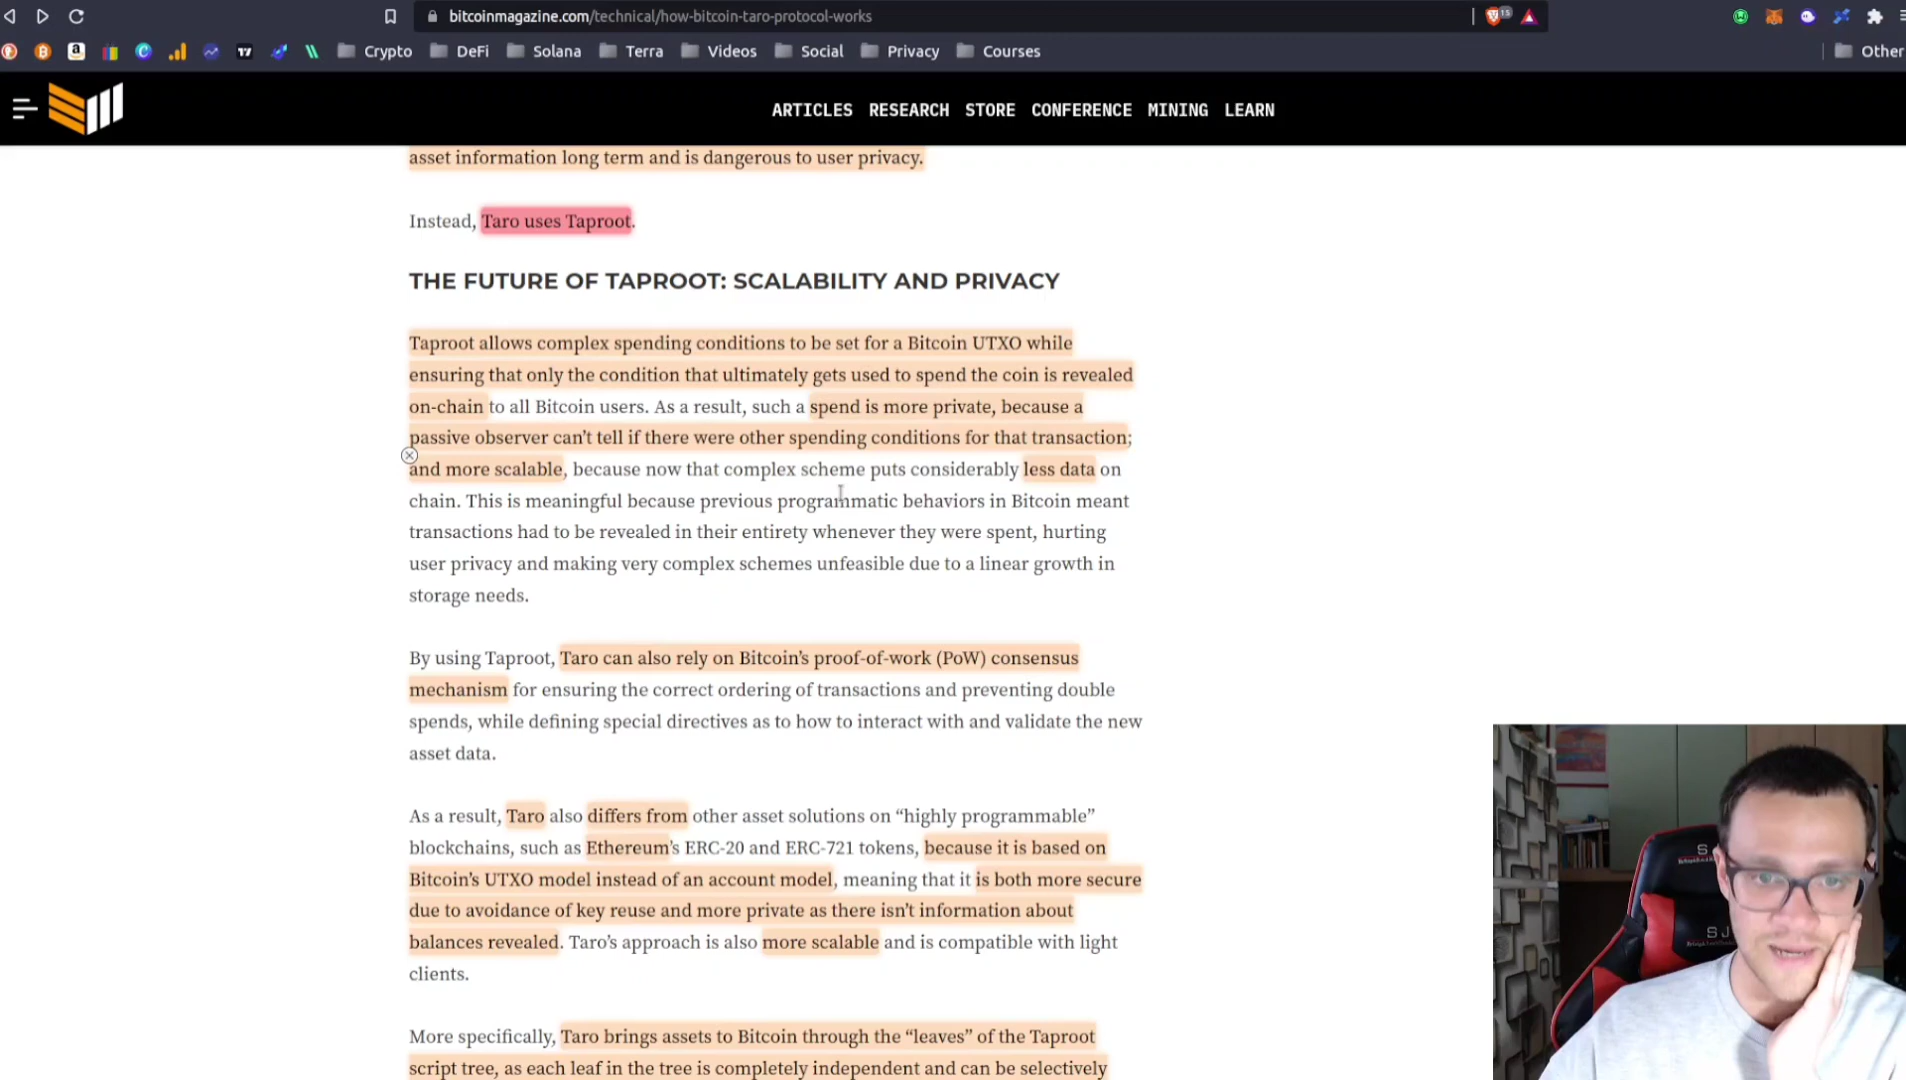 bitcoinmagazine.com/technical/how-bitcoin-taro-protocol-works
15
Crypto DeFi Solana Terra Videos Social Privacy Courses Other
ARTICLES RESEARCH STORE CONFERENCE MINING LEARN
asset information long term and is dangerous to user privacy.
Instead, Taro uses Taproot.
THE FUTURE OF TAPROOT: SCALABILITY AND PRIVACY
Taproot allows complex spending conditions to be set for a Bitcoin UTXO while
ensuring that only the condition that ultimately gets used to spend the coin is revealed
on-chain to all Bitcoin users. As a result, such a spend is more private, because a
passive observer can’t tell if there were other spending conditions for that transaction;
and more scalable, because now that complex scheme puts considerably less data on
chain. This is meaningful because previous programmatic behaviors in Bitcoin meant
transactions had to be revealed in their entirety whenever they were spent, hurting
user privacy and making very complex schemes unfeasible due to a linear growth in
storage needs.
By using Taproot, Taro can also rely on Bitcoin’s proof-of-work (PoW) consensus
mechanism for ensuring the correct ordering of transactions and preventing double
spends, while defining special directives as to how to interact with and validate the new
asset data.
As a result, Taro also differs from other asset solutions on “highly programmable”
blockchains, such as Ethereum’s ERC-20 and ERC-721 tokens, because it is based on
Bitcoin’s UTXO model instead of an account model, meaning that it is both more secure
due to avoidance of key reuse and more private as there isn’t information about
balances revealed. Taro’s approach is also more scalable and is compatible with light
clients.
More specifically, Taro brings assets to Bitcoin through the “leaves” of the Taproot
script tree, as each leaf in the tree is completely independent and can be selectively